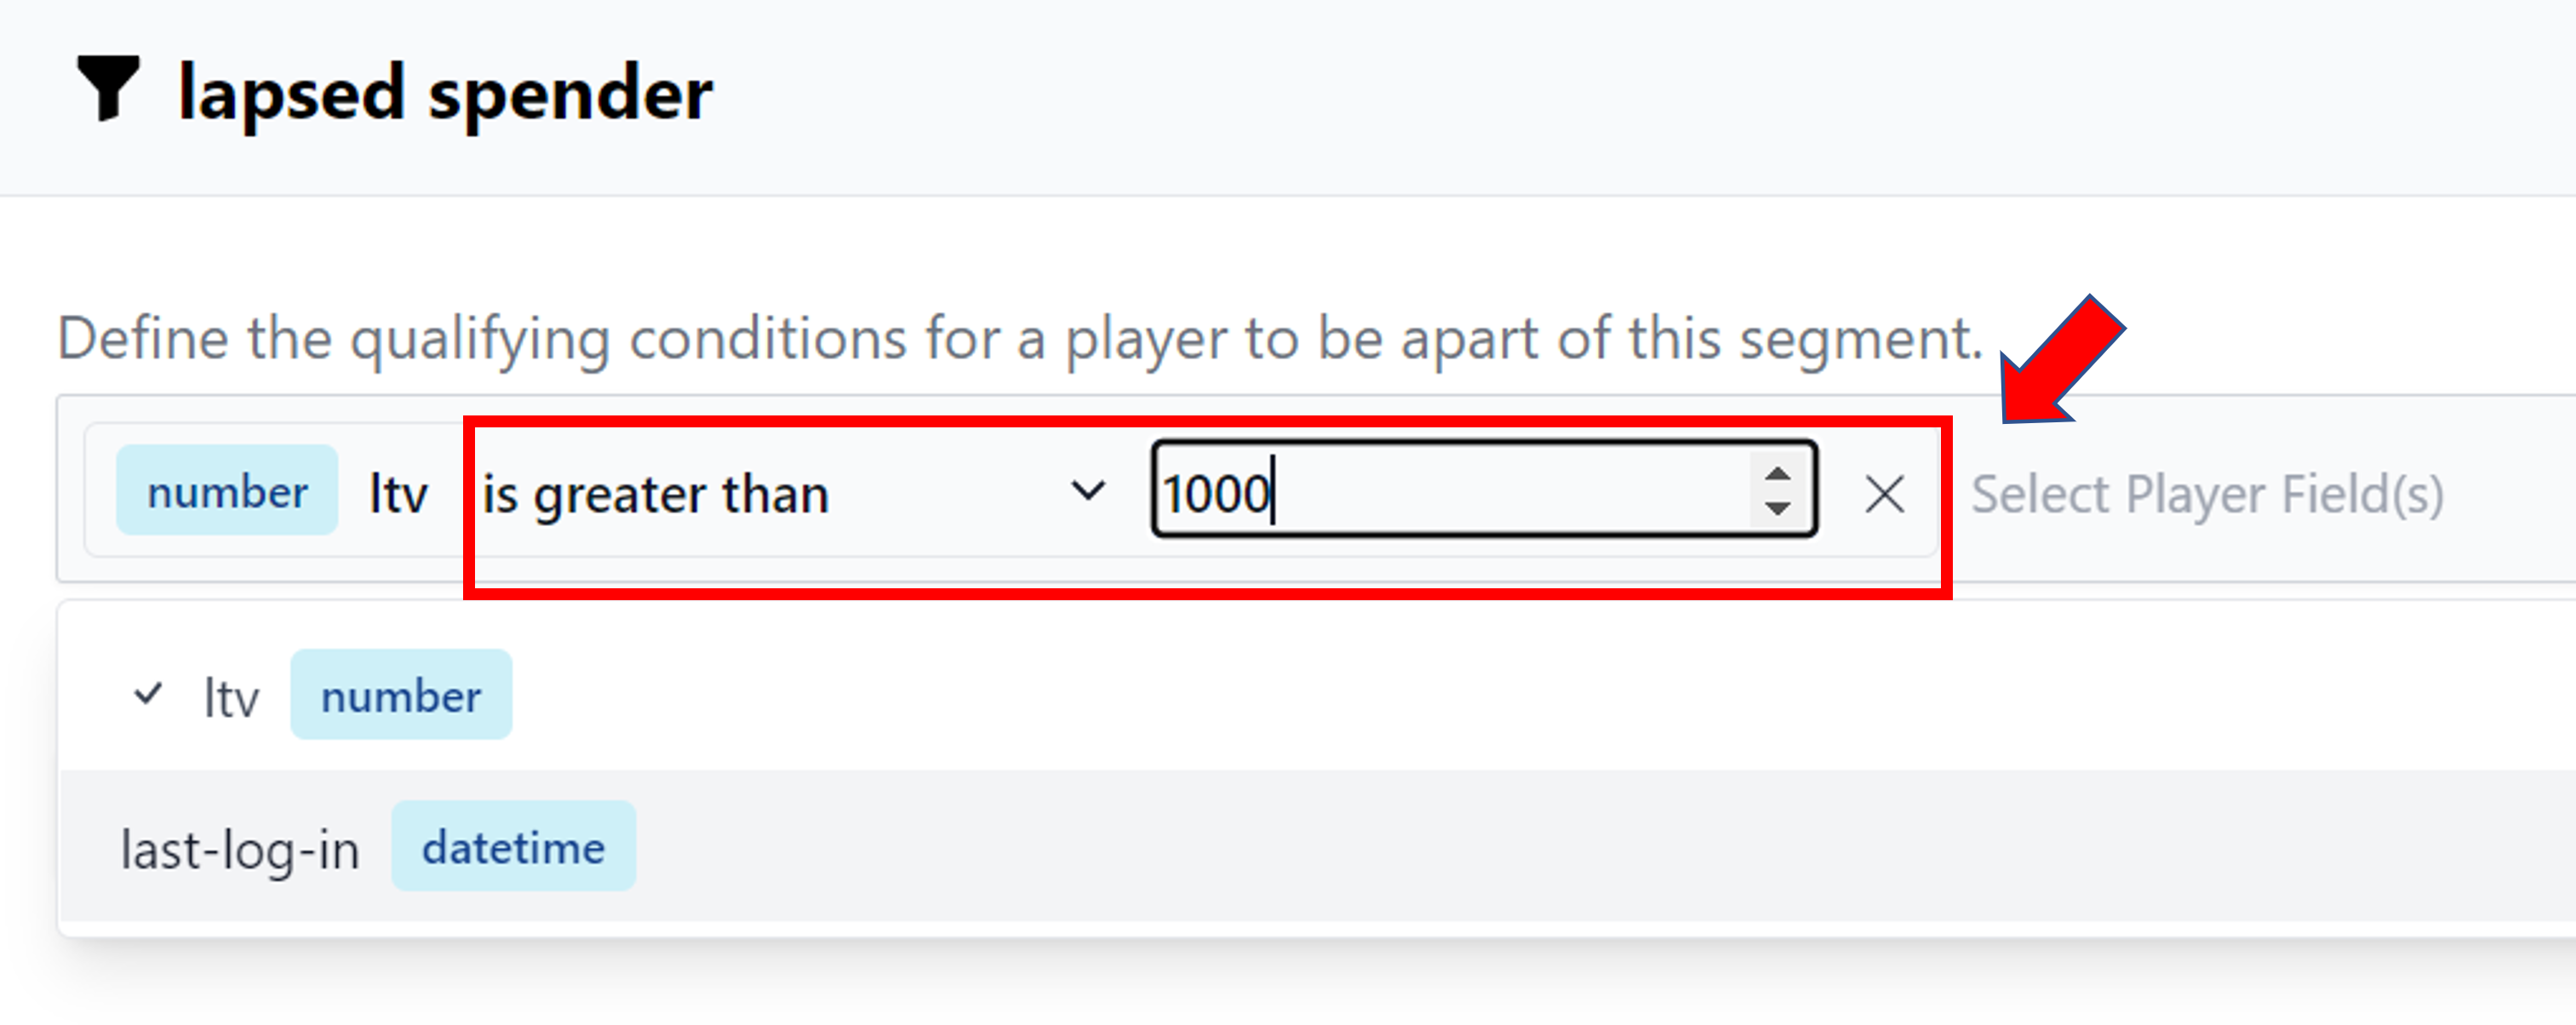 lapsed spender
Define the qualifying conditions for a player to be apart of this segment.
number ltv is greater than 1000 Select Player Field(s)
ltv number
last-log-in datetime